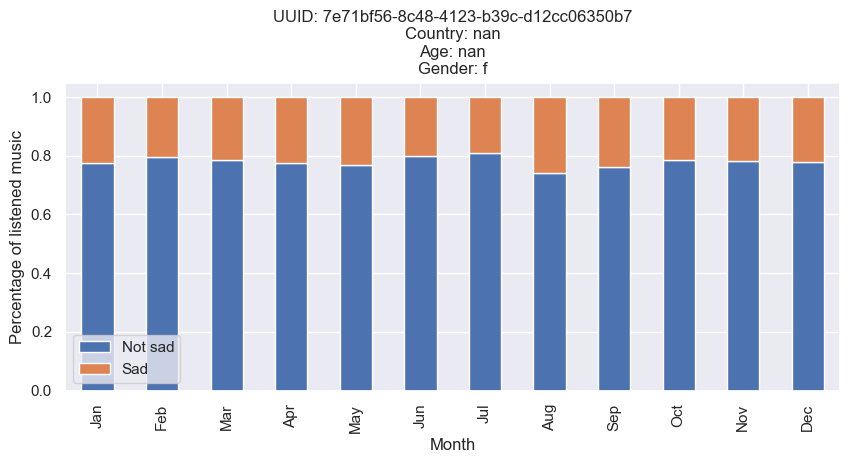 UUID: 7e71bf56-8c48-4123-b39c-d12cc06350b7
Country: nan
Age: nan
Gender: f
Percentage of listened music
1.0
0.8
0.6
0.4
0.2
0.0
Not sad
Sad
Jan
Feb
Mar
Apr
May
Jun
Jul
Aug
Sep
Oct
Nov
Dec
Month